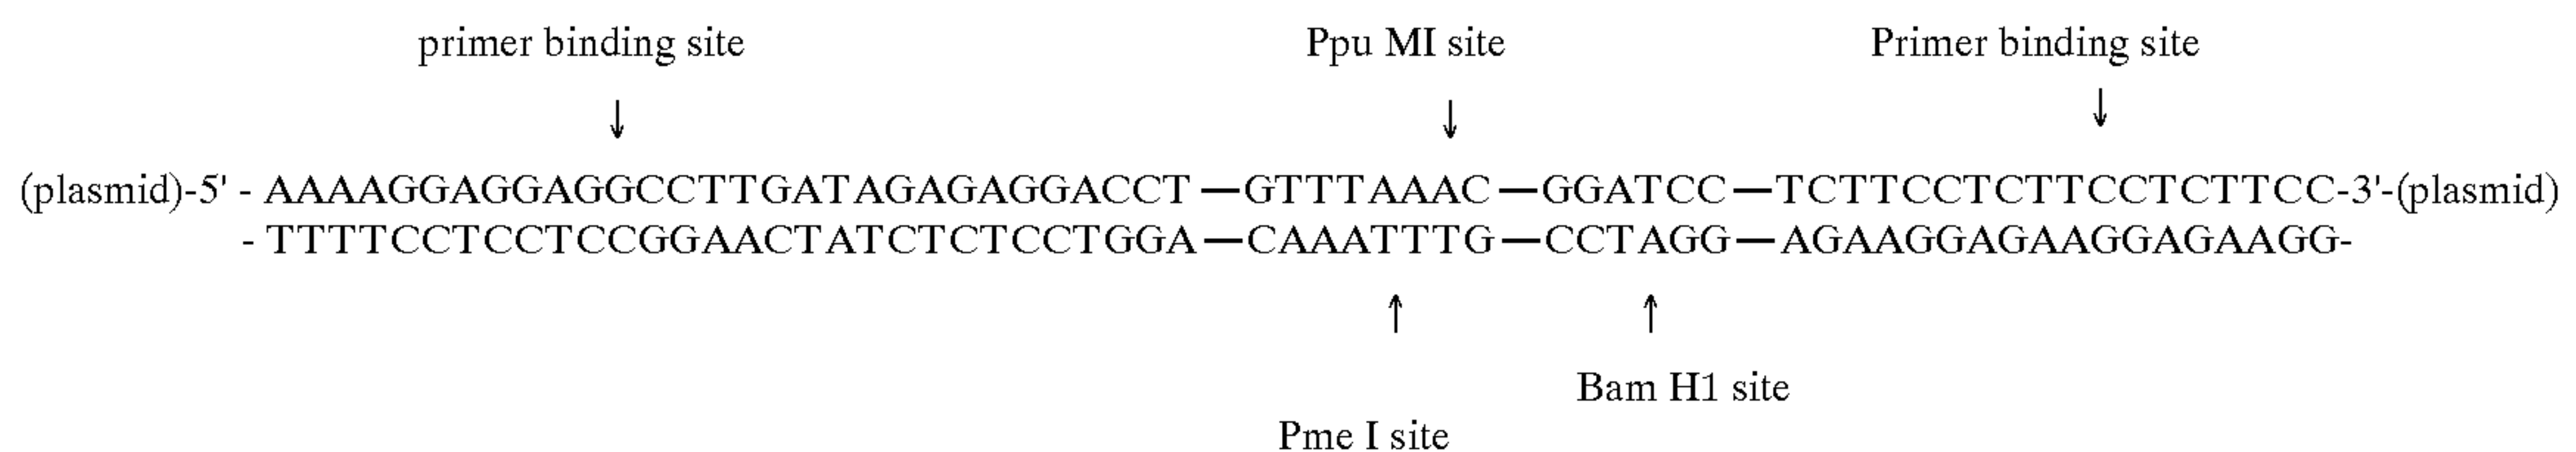 primer binding site Ppu MI site Primer binding site
↓ ↓ ↓
(plasmid)-5' - AAAAGGAGGAGGCCTTGATAGAGAGGACCT — GTTTAAAC — GGATCC — TCTTCCTCTTCCTCTTCC-3'-(plasmid)
- TTTTCCTCCTCCGGAACTATCTCTCCTGGA — CAAATTTG — CCTAGG — AGAAGGAGAAGGAGAAGG-
↑ ↑
Bam H1 site
Pme I site